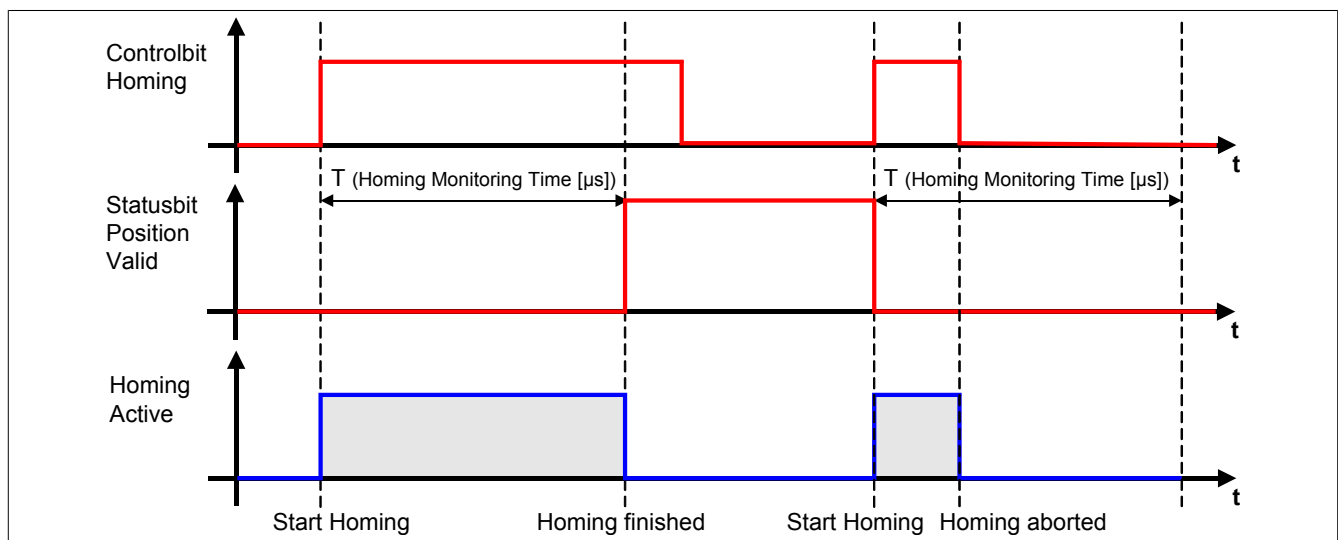 Controlbit
Homing
t
T (Homing Monitoring Time [µs])
T (Homing Monitoring Time [µs])
Statusbit
Position
Valid
t
Homing
Active
t
Start Homing
Homing finished
Start Homing
Homing aborted